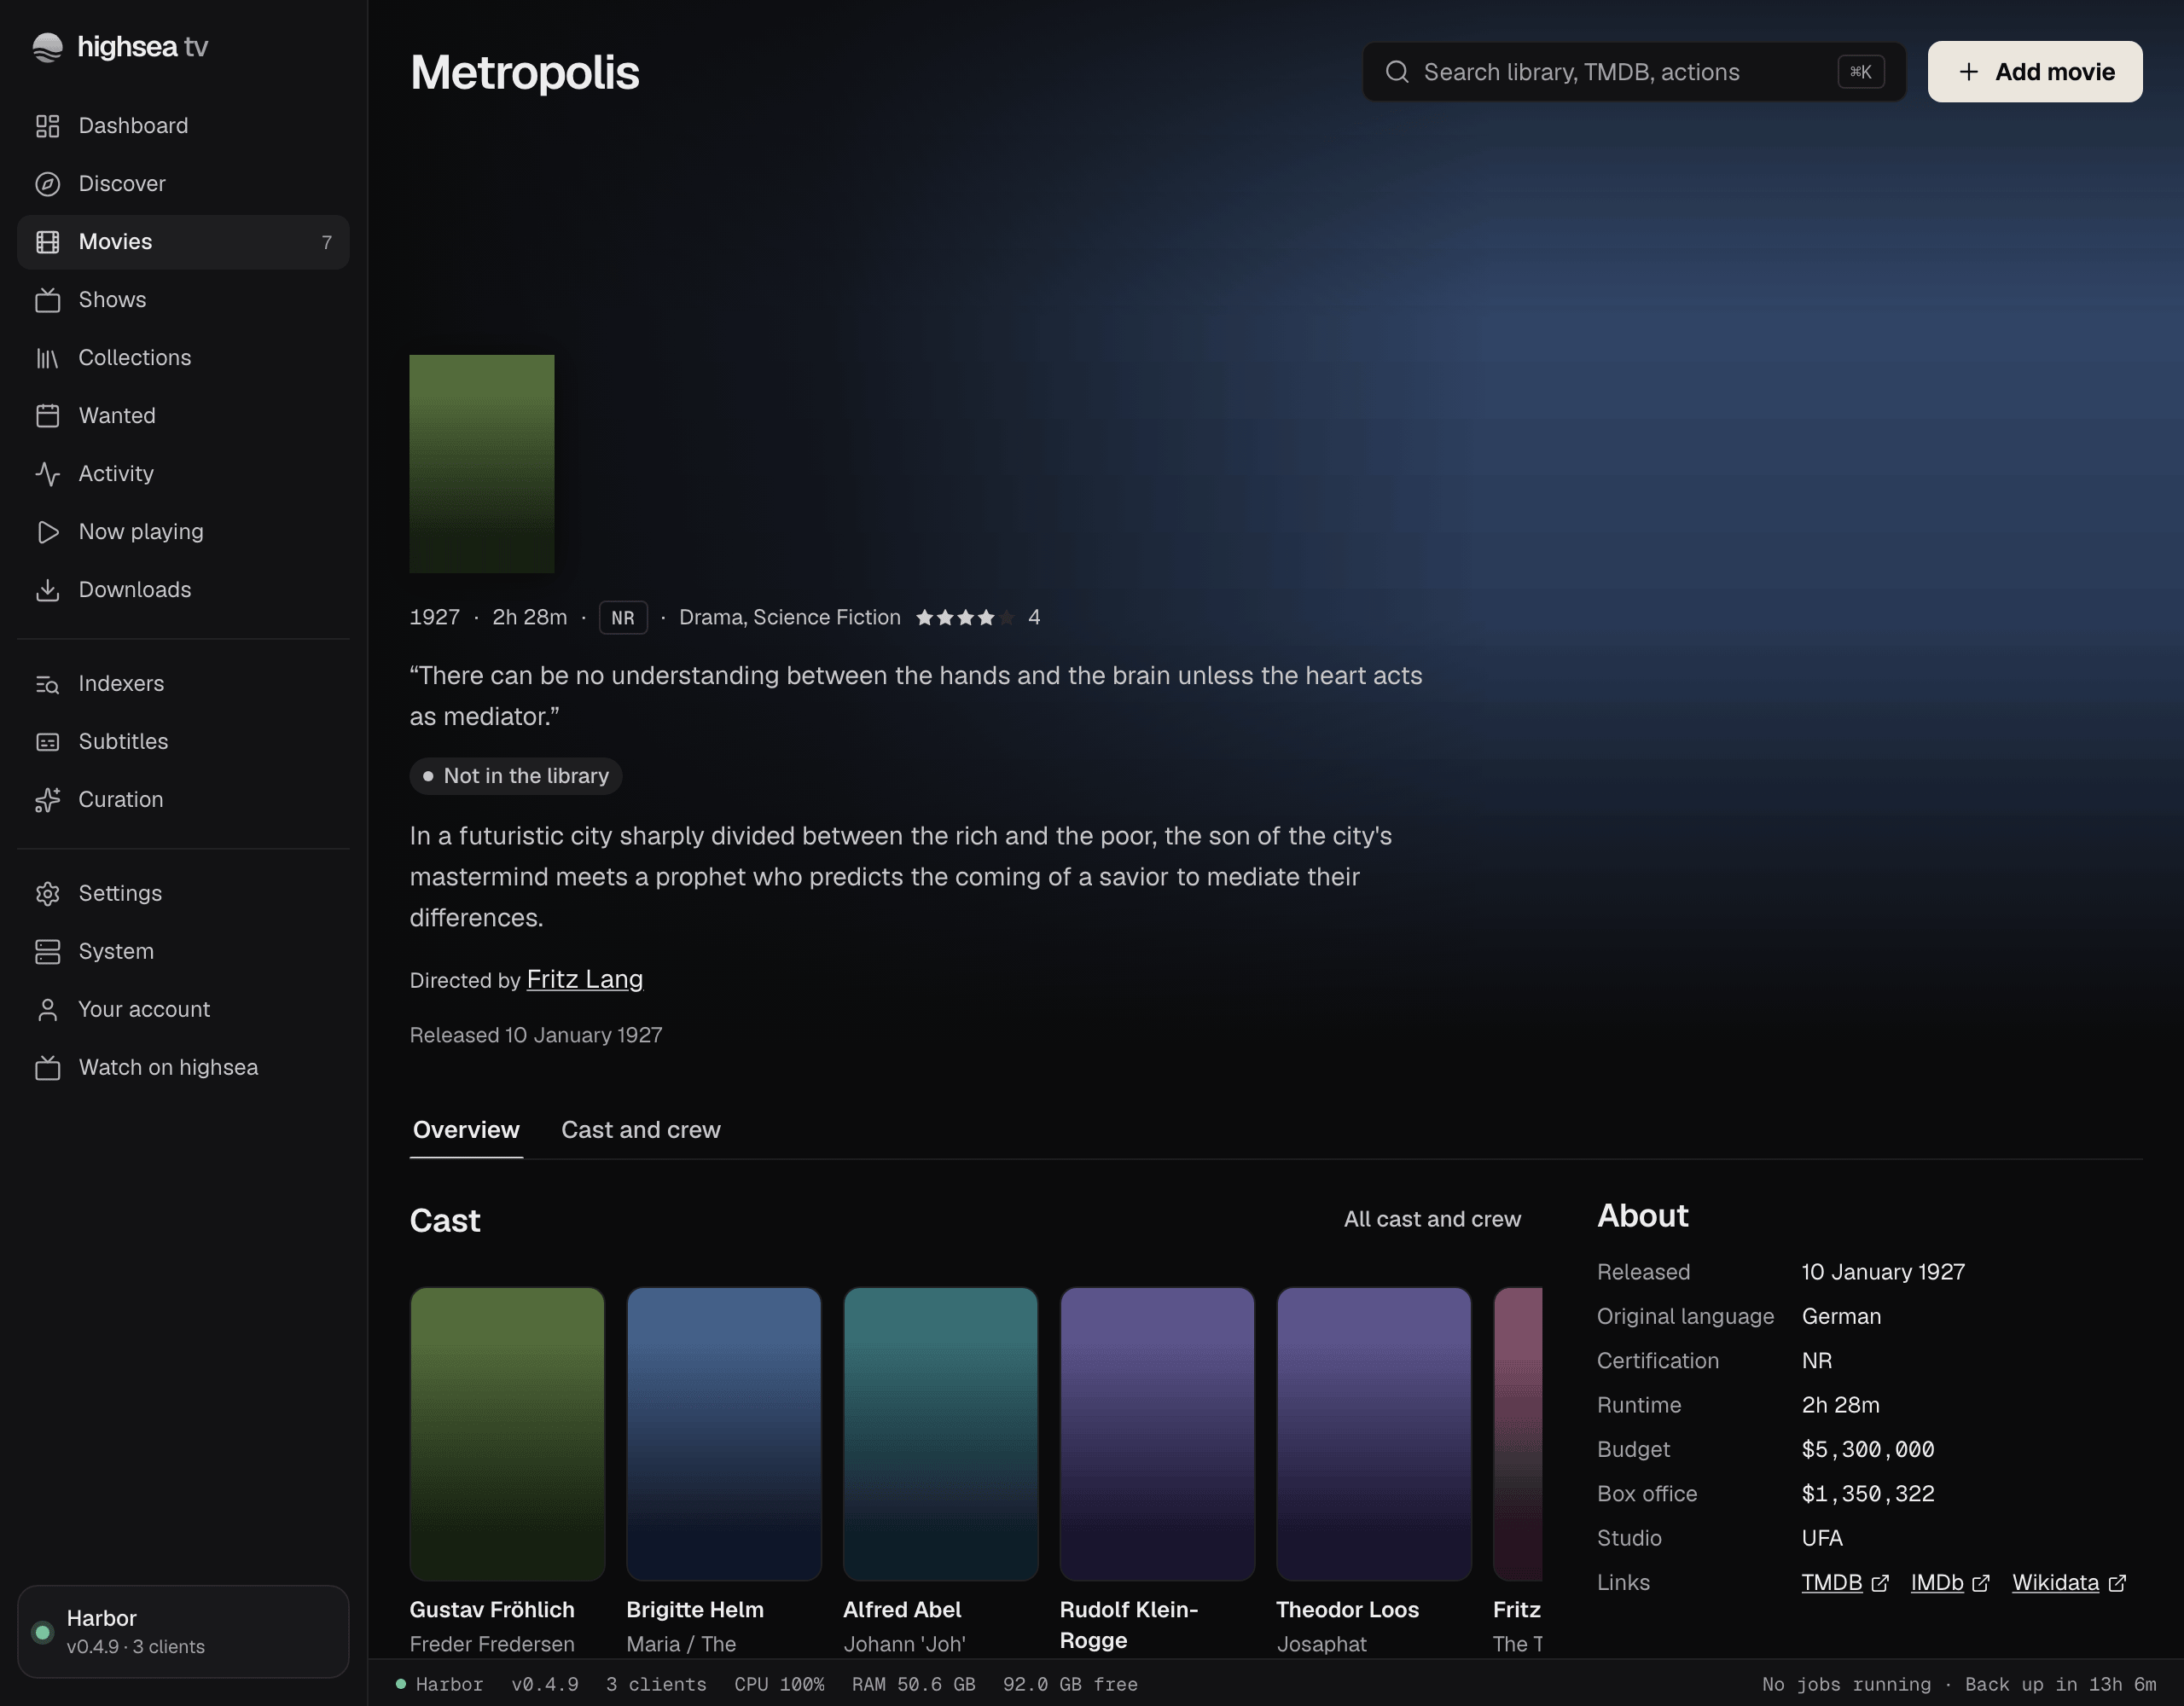 highsea tv
Dashboard
Discover
Movies 7
Shows
Collections
Wanted
Activity
Now playing
Downloads
Indexers
Subtitles
Curation
Settings
System
Your account
Watch on highsea
Harbor
v0.4.9 · 3 clients
Metropolis
Search library, TMDB, actions ⌘K
Add movie
1927 · 2h 28m · NR · Drama, Science Fiction 4
“There can be no understanding between the hands and the brain unless the heart acts
as mediator.”
Not in the library
In a futuristic city sharply divided between the rich and the poor, the son of the city's
mastermind meets a prophet who predicts the coming of a savior to mediate their
differences.
Directed by Fritz Lang
Released 10 January 1927
Overview Cast and crew
Cast All cast and crew
Gustav Fröhlich
Freder Fredersen
Brigitte Helm
Maria / The
Alfred Abel
Johann 'Joh'
Rudolf Klein-
Rogge
Theodor Loos
Josaphat
Fritz
The T
About
Released 10 January 1927
Original language German
Certification NR
Runtime 2h 28m
Budget $5,300,000
Box office $1,350,322
Studio UFA
Links TMDB IMDb Wikidata
Harbor v0.4.9 3 clients CPU 100% RAM 50.6 GB 92.0 GB free
No jobs running · Back up in 13h 6m